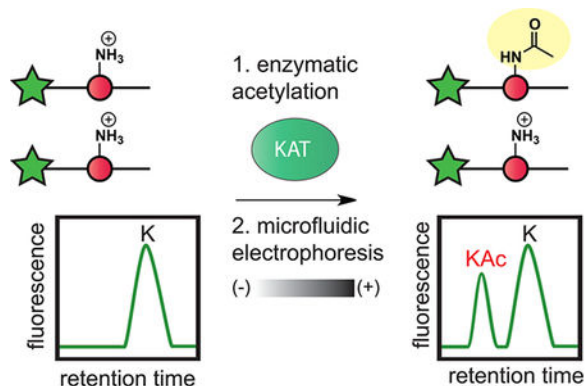 ⊕
NH3
⊕
NH3
1. enzymatic
acetylation
KAT
2. microfluidic
electrophoresis
(-) (+)
O
HN
⊕
NH3
K
fluorescence
retention time
KAc K
fluorescence
retention time